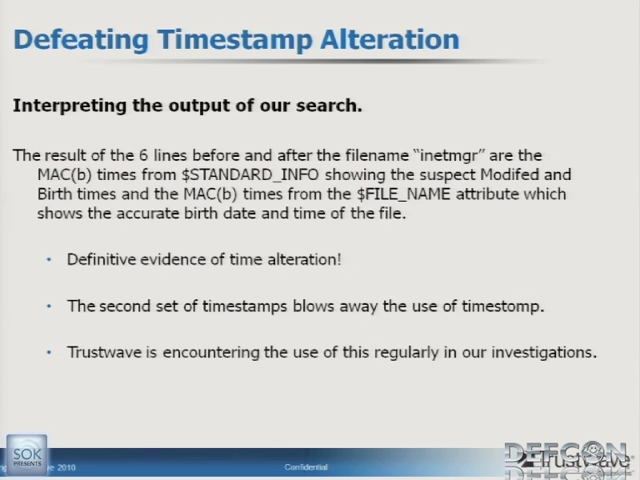 Defeating Timestamp Alteration
Interpreting the output of our search.
The result of the 6 lines before and after the filename “inetmgr” are the
MAC(b) times from $STANDARD_INFO showing the suspect Modifed and
Birth times and the MAC(b) times from the $FILE_NAME attribute which
shows the accurate birth date and time of the file.
• Definitive evidence of time alteration!
• The second set of timestamps blows away the use of timestomp.
• Trustwave is encountering the use of this regularly in our investigations.
SOK
PRESENTS
2010
Confidential
DEFCON
Trustwave